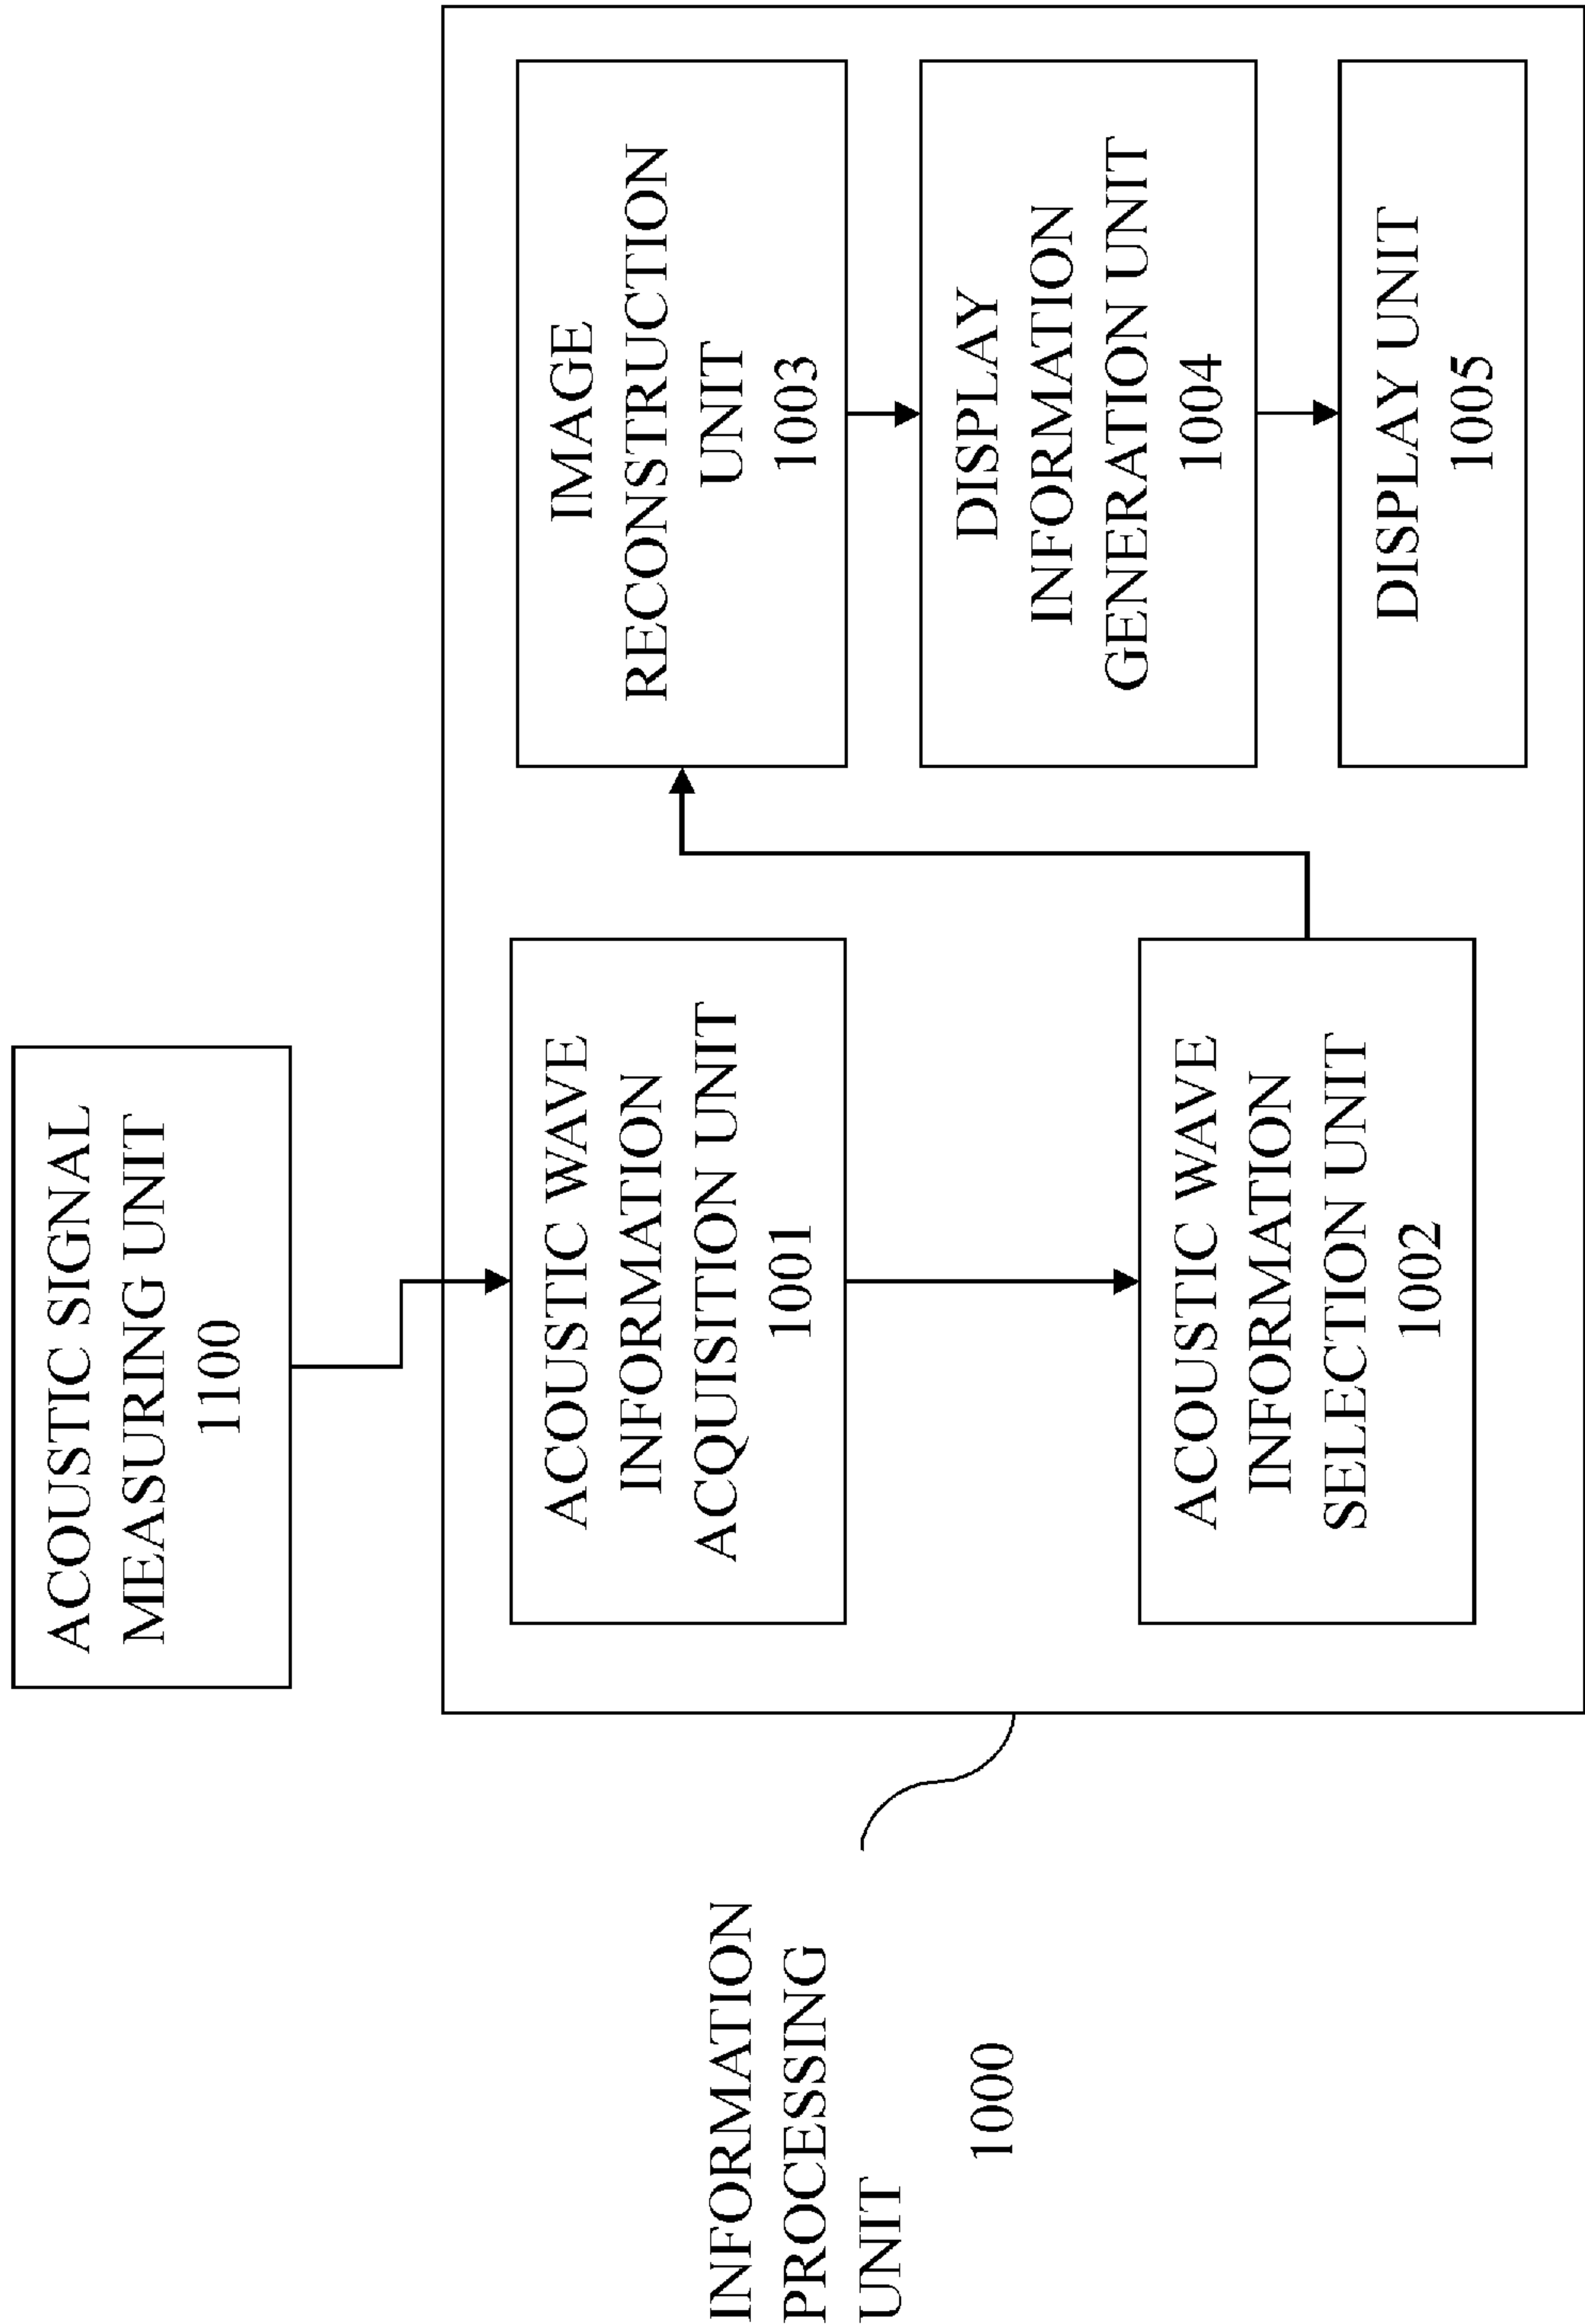 ACOUSTIC SIGNAL
MEASURING UNIT
1100
INFORMATION
PROCESSING
UNIT
1000
ACOUSTIC WAVE
INFORMATION
ACQUISITION UNIT
1001
ACOUSTIC WAVE
INFORMATION
SELECTION UNIT
1002
IMAGE
RECONSTRUCTION
UNIT
1003
DISPLAY
INFORMATION
GENERATION UNIT
1004
DISPLAY UNIT
1005